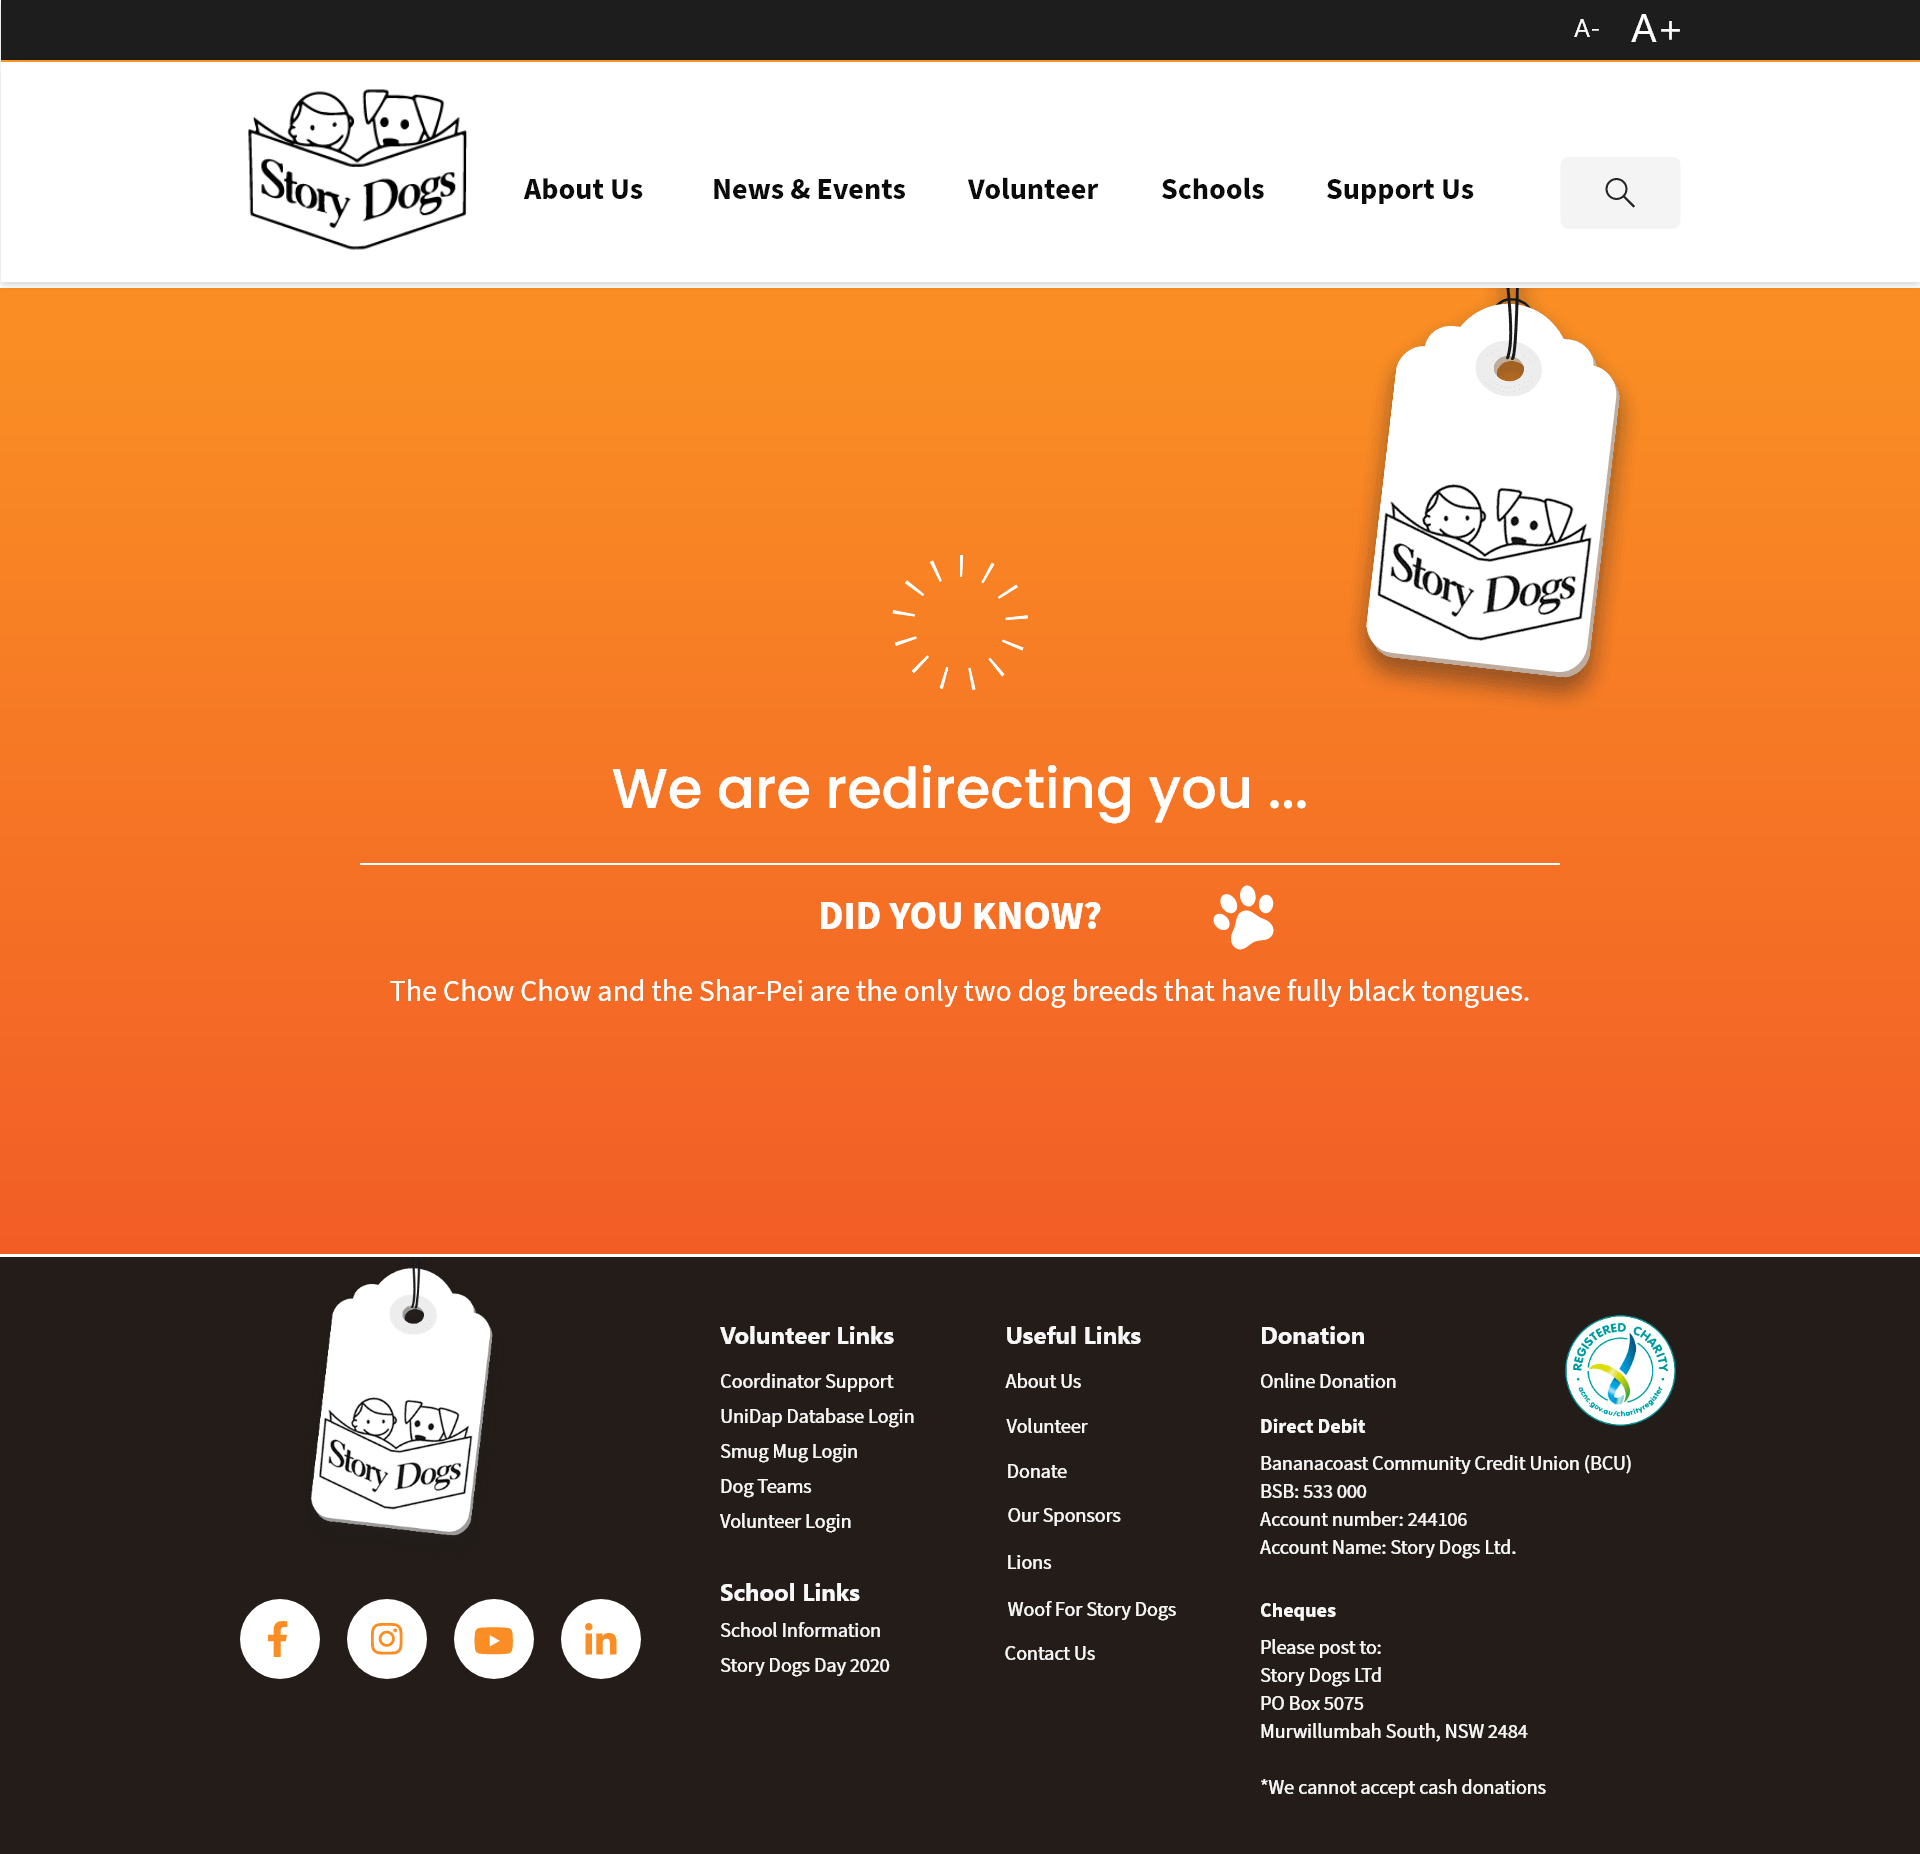 A- A+
Story Dogs
About Us News & Events Volunteer Schools Support Us
Story Dogs
We are redirecting you ...
DID YOU KNOW?
The Chow Chow and the Shar-Pei are the only two dog breeds that have fully black tongues.
Story Dogs
Volunteer Links
Coordinator Support
UniDap Database Login
Smug Mug Login
Dog Teams
Volunteer Login
School Links
School Information
Story Dogs Day 2020
Useful Links
About Us
Volunteer
Donate
Our Sponsors
Lions
Woof For Story Dogs
Contact Us
Donation
Online Donation
Direct Debit
Bananacoast Community Credit Union (BCU)
BSB: 533 000
Account number: 244106
Account Name: Story Dogs Ltd.
Cheques
Please post to:
Story Dogs LTd
PO Box 5075
Murwillumbah South, NSW 2484
*We cannot accept cash donations
REGISTERED CHARITY
acnc.gov.au/charityregister